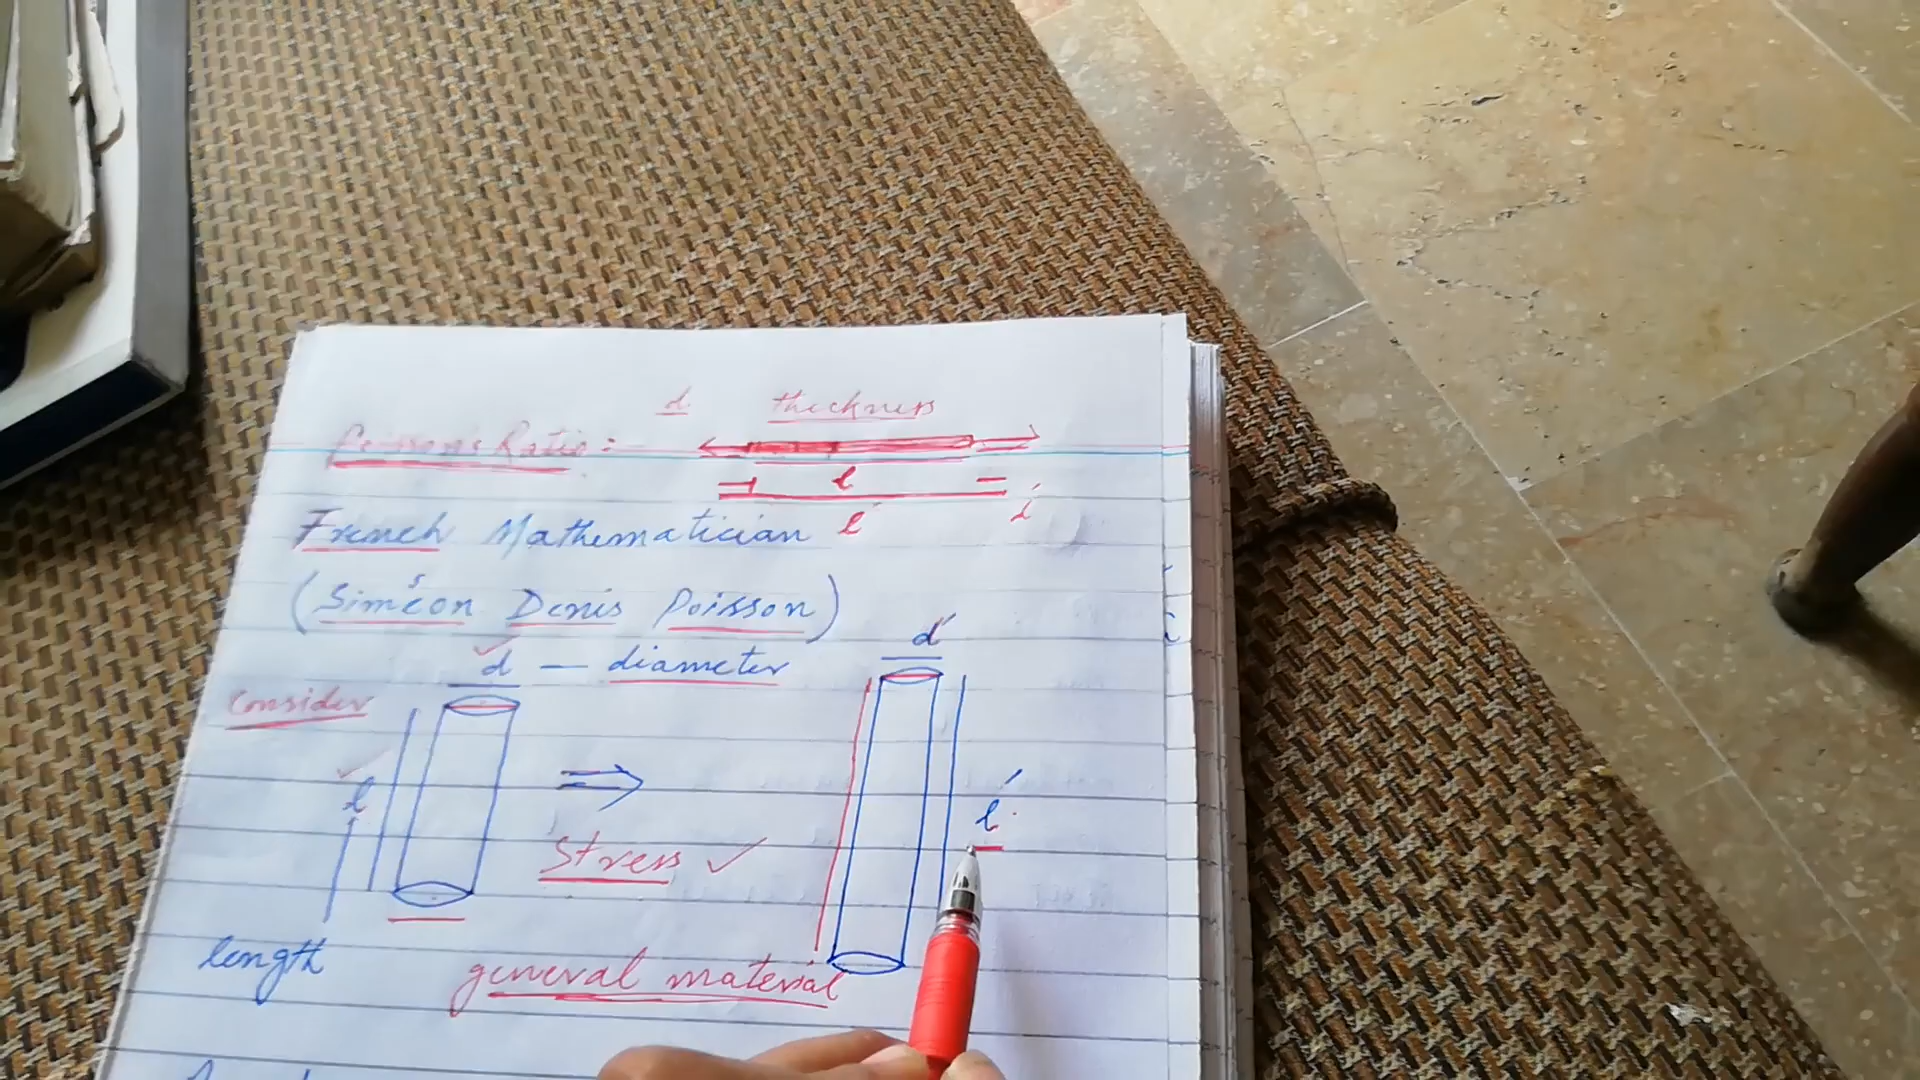 d thickness
Poisson's Ratio:
l
l'
French Mathematician
(Siméon Denis Poisson)
d — diameter
d'
Consider
l
l'
Stress ✓
length
general material